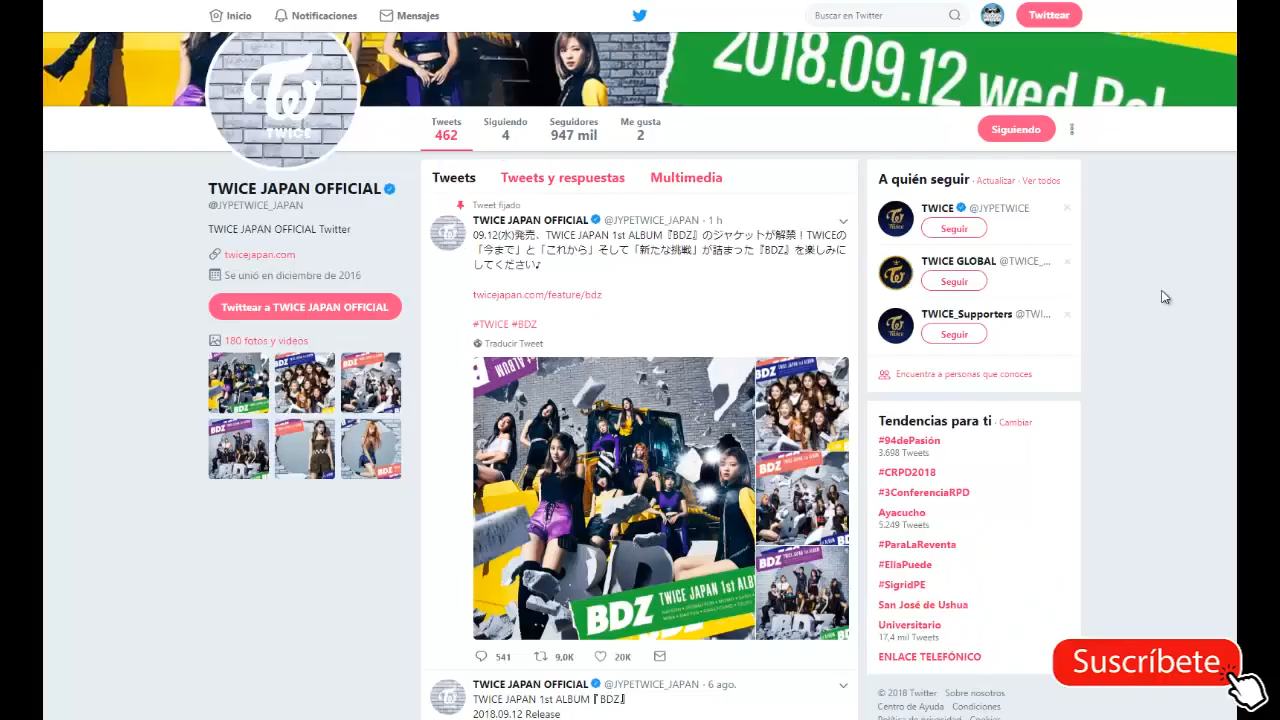 Inicio
Notificaciones
Mensajes
Buscar en Twitter
Twittear
2018.09.12 Wed Rel
TWICE
Tweets
462
Siguiendo
4
Seguidores
947 mil
Me gusta
2
Siguiendo
TWICE JAPAN OFFICIAL
@JYPETWICE_JAPAN
TWICE JAPAN OFFICIAL Twitter
twicejapan.com
Se unió en diciembre de 2016
Twittear a TWICE JAPAN OFFICIAL
180 fotos y videos
Tweets
Tweets y respuestas
Multimedia
Tweet fijado
TWICE JAPAN OFFICIAL @JYPETWICE_JAPAN · 1 h
09.12(水)発売、TWICE JAPAN 1st ALBUM『BDZ』のジャケットが解禁！TWICEの
「今まで」と「これから」そして「新たな挑戦」が詰まった『BDZ』を楽しみに
してください♪
twicejapan.com/feature/bdz
#TWICE #BDZ
Traducir Tweet
BDZ
TWICE JAPAN 1st ALB
BDZ
BDZ
BDZ
541
9,0K
20K
TWICE JAPAN OFFICIAL @JYPETWICE_JAPAN · 6 ago.
TWICE JAPAN 1st ALBUM『BDZ』
2018.09.12 Release
A quién seguir · Actualizar · Ver todos
TWICE @JYPETWICE
Seguir
TWICE GLOBAL @TWICE_...
Seguir
TWICE_Supporters @TWI...
Seguir
Encuentra a personas que conoces
Tendencias para ti · Cambiar
#94dePasión
3.698 Tweets
#CRPD2018
#3ConferenciaRPD
Ayacucho
5.249 Tweets
#ParaLaReventa
#EllaPuede
#SigridPE
San José de Ushua
Universitario
17,4 mil Tweets
ENLACE TELEFÓNICO
© 2018 Twitter Sobre nosotros
Centro de Ayuda Condiciones
Política de privacidad Cookies
Suscríbete